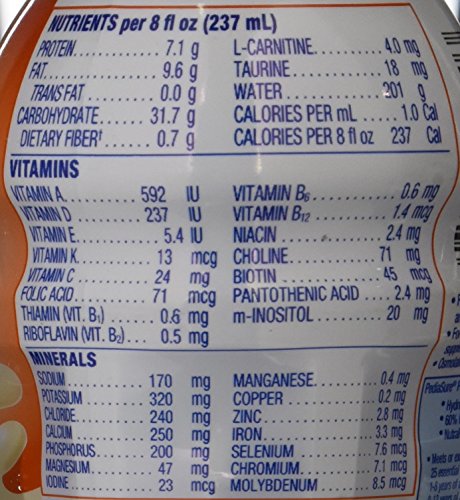 NUTRIENTS per 8 fl oz (237 mL)
PROTEIN.......... 7.1 g L-CARNITINE.......... 4.0 mg
FAT.................. 9.6 g TAURINE............... 18 mg
TRANS FAT........ 0.0 g WATER.................. 201 g
CARBOHYDRATE..... 31.7 g CALORIES PER mL ..... 1.0 Cal
DIETARY FIBER†..... 0.7 g CALORIES PER 8 fl oz 237 Cal
VITAMINS
VITAMIN A............ 592 IU VITAMIN B6............. 0.6 mg
VITAMIN D............ 237 IU VITAMIN B12............ 1.4 mcg
VITAMIN E............ 5.4 IU NIACIN.................. 2.4 mg
VITAMIN K............ 13 mcg CHOLINE................. 71 mg
VITAMIN C............ 24 mg BIOTIN.................. 45 mcg
FOLIC ACID........... 71 mcg PANTOTHENIC ACID .... 2.4 mg
THIAMIN (VIT. B1)..... 0.6 mg m-INOSITOL............ 20 mg
RIBOFLAVIN (VIT. B2)... 0.5 mg
MINERALS
SODIUM............... 170 mg MANGANESE............. 0.4 mg
POTASSIUM............ 320 mg COPPER ................ 0.2 mg
CHLORIDE............. 240 mg ZINC.................... 2.8 mg
CALCIUM.............. 250 mg IRON.................... 3.3 mg
PHOSPHORUS........... 200 mg SELENIUM .............. 7.6 mcg
MAGNESIUM............ 47 mg CHROMIUM............... 7.1 mcg
IODINE............... 23 mcg MOLYBDENUM ........... 8.5 mcg
PediaSure®
• Hydr
• 60%
• Nutra
• Meets or
25 essential